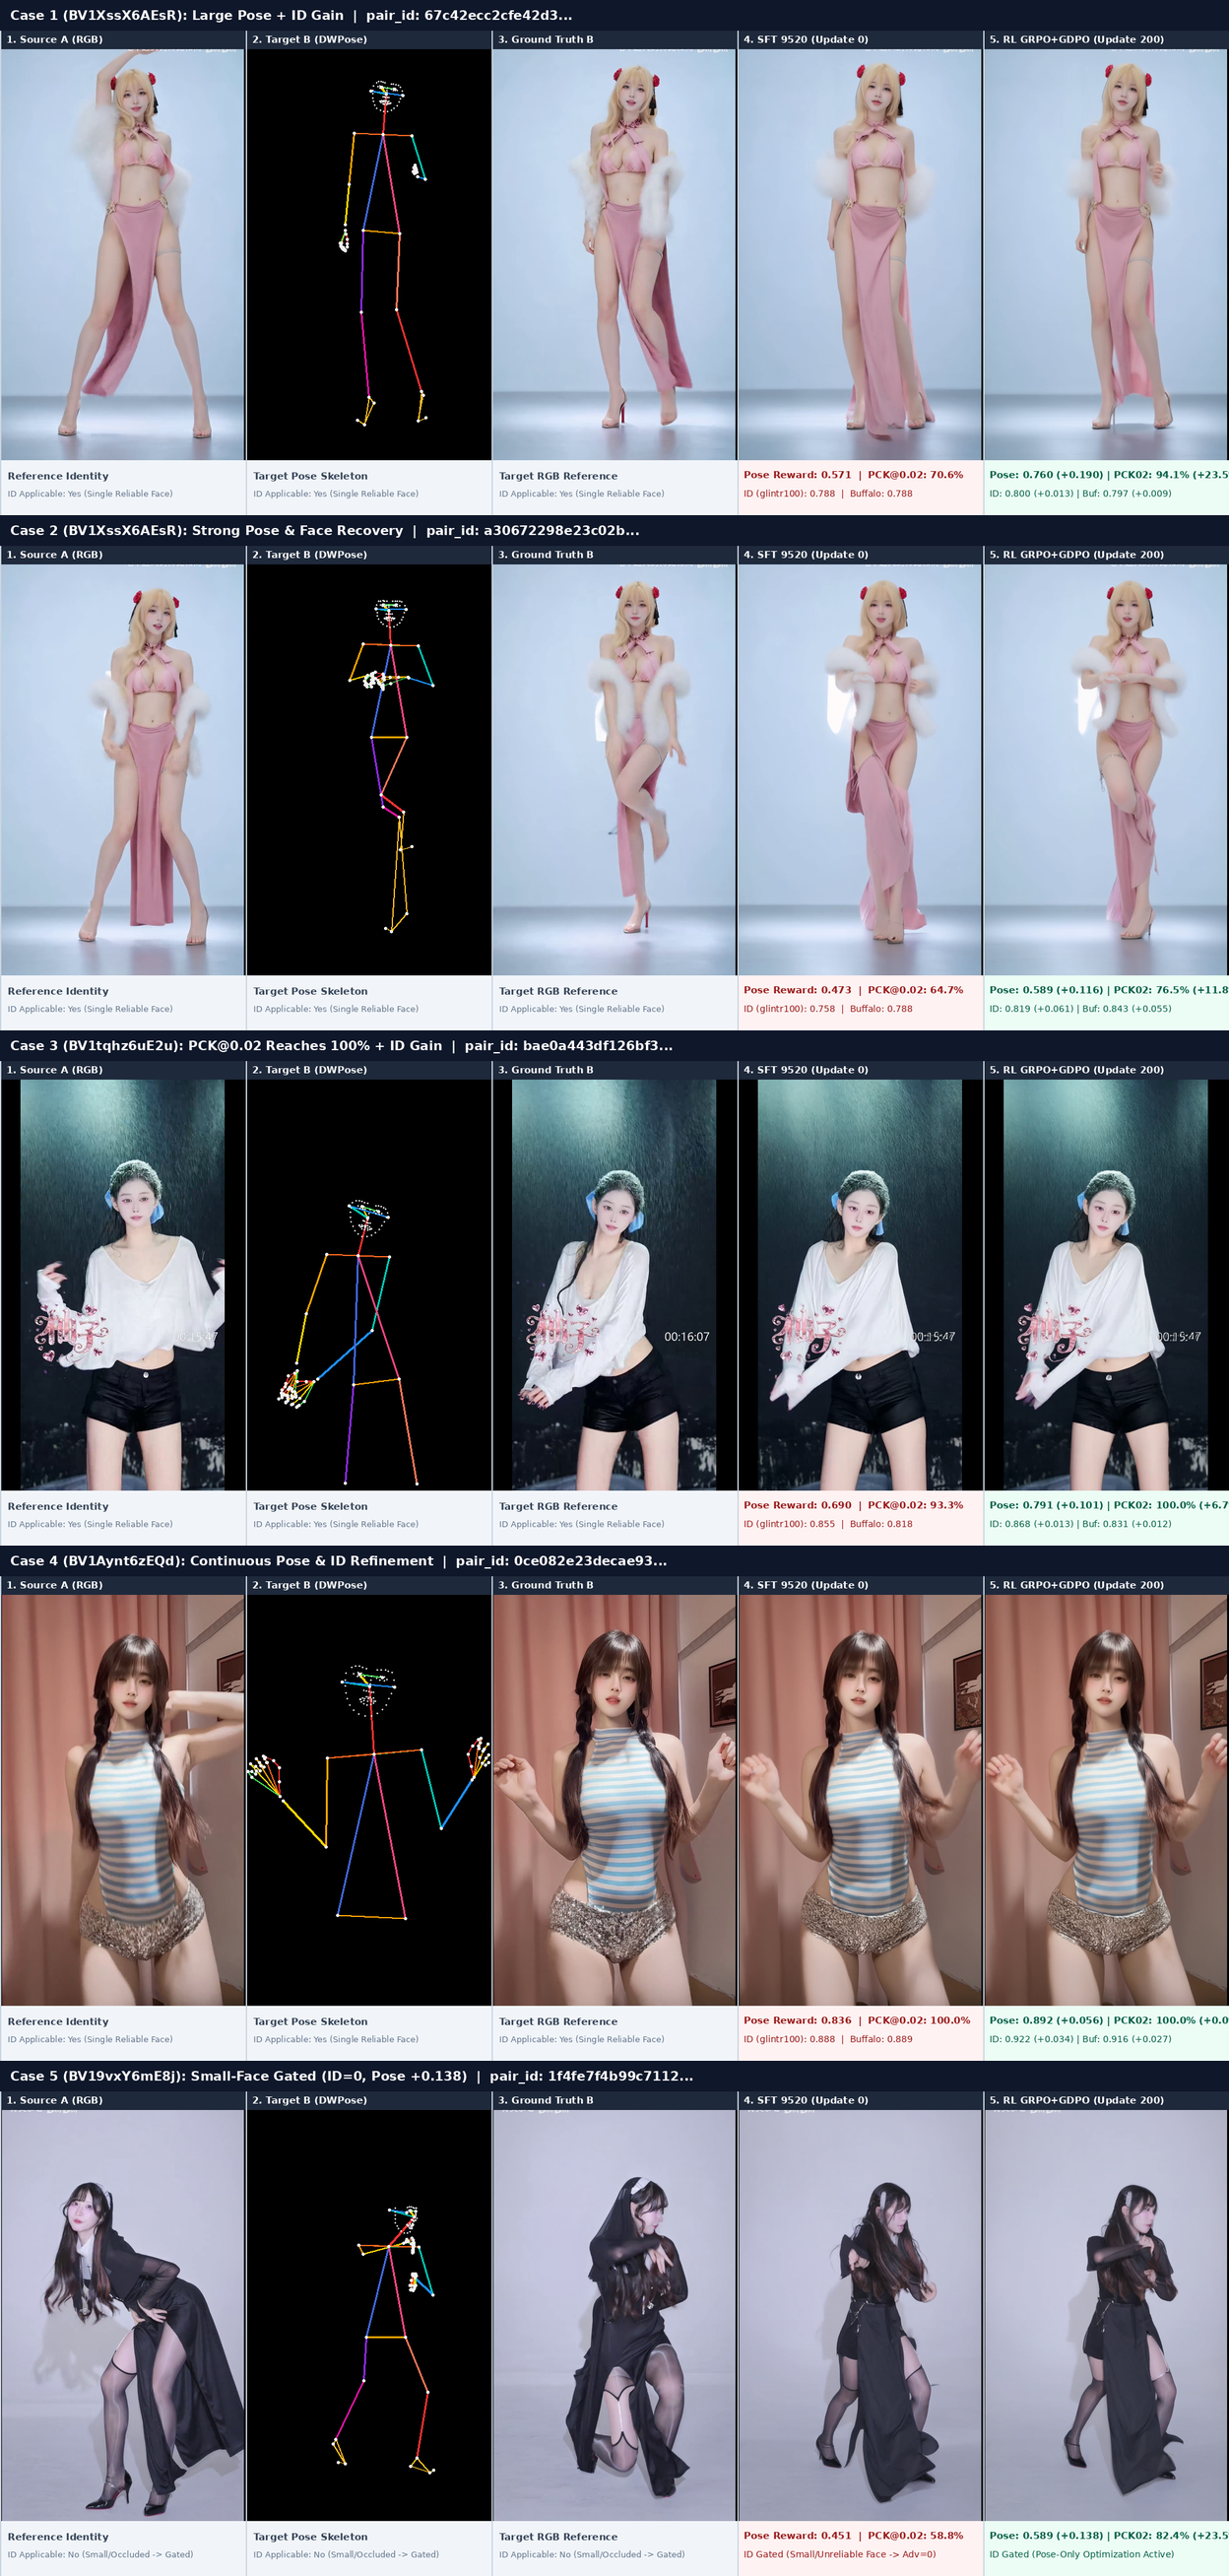 Case 1 (BV1XssX6AEsR): Large Pose + ID Gain | pair_id: 67c42ecc2cfe42d3...
1. Source A (RGB)
2. Target B (DWPose)
3. Ground Truth B
4. SFT 9520 (Update 0)
5. RL GRPO+GDPO (Update 200)
Reference Identity
ID Applicable: Yes (Single Reliable Face)
Target Pose Skeleton
ID Applicable: Yes (Single Reliable Face)
Target RGB Reference
ID Applicable: Yes (Single Reliable Face)
Pose Reward: 0.571 | PCK@0.02: 70.6%
ID (glintr100): 0.788 | Buffalo: 0.788
Pose: 0.760 (+0.190) | PCK02: 94.1% (+23.5
ID: 0.800 (+0.013) | Buf: 0.797 (+0.009)
Case 2 (BV1XssX6AEsR): Strong Pose & Face Recovery | pair_id: a30672298e23c02b...
1. Source A (RGB)
2. Target B (DWPose)
3. Ground Truth B
4. SFT 9520 (Update 0)
5. RL GRPO+GDPO (Update 200)
Reference Identity
ID Applicable: Yes (Single Reliable Face)
Target Pose Skeleton
ID Applicable: Yes (Single Reliable Face)
Target RGB Reference
ID Applicable: Yes (Single Reliable Face)
Pose Reward: 0.473 | PCK@0.02: 64.7%
ID (glintr100): 0.758 | Buffalo: 0.788
Pose: 0.589 (+0.116) | PCK02: 76.5% (+11.8
ID: 0.819 (+0.061) | Buf: 0.843 (+0.055)
Case 3 (BV1tqhz6uE2u): PCK@0.02 Reaches 100% + ID Gain | pair_id: bae0a443df126bf3...
1. Source A (RGB)
2. Target B (DWPose)
3. Ground Truth B
4. SFT 9520 (Update 0)
5. RL GRPO+GDPO (Update 200)
00:16:07
Reference Identity
ID Applicable: Yes (Single Reliable Face)
Target Pose Skeleton
ID Applicable: Yes (Single Reliable Face)
Target RGB Reference
ID Applicable: Yes (Single Reliable Face)
Pose Reward: 0.690 | PCK@0.02: 93.3%
ID (glintr100): 0.855 | Buffalo: 0.818
Pose: 0.791 (+0.101) | PCK02: 100.0% (+6.7
ID: 0.868 (+0.013) | Buf: 0.831 (+0.012)
Case 4 (BV1Aynt6zEQd): Continuous Pose & ID Refinement | pair_id: 0ce082e23decae93...
1. Source A (RGB)
2. Target B (DWPose)
3. Ground Truth B
4. SFT 9520 (Update 0)
5. RL GRPO+GDPO (Update 200)
Reference Identity
ID Applicable: Yes (Single Reliable Face)
Target Pose Skeleton
ID Applicable: Yes (Single Reliable Face)
Target RGB Reference
ID Applicable: Yes (Single Reliable Face)
Pose Reward: 0.836 | PCK@0.02: 100.0%
ID (glintr100): 0.888 | Buffalo: 0.889
Pose: 0.892 (+0.056) | PCK02: 100.0% (+0.0
ID: 0.922 (+0.034) | Buf: 0.916 (+0.027)
Case 5 (BV19vxY6mE8j): Small-Face Gated (ID=0, Pose +0.138) | pair_id: 1f4fe7f4b99c7112...
1. Source A (RGB)
2. Target B (DWPose)
3. Ground Truth B
4. SFT 9520 (Update 0)
5. RL GRPO+GDPO (Update 200)
Reference Identity
ID Applicable: No (Small/Occluded -> Gated)
Target Pose Skeleton
ID Applicable: No (Small/Occluded -> Gated)
Target RGB Reference
ID Applicable: No (Small/Occluded -> Gated)
Pose Reward: 0.451 | PCK@0.02: 58.8%
ID Gated (Small/Unreliable Face -> Adv=0)
Pose: 0.589 (+0.138) | PCK02: 82.4% (+23.5
ID Gated (Pose-Only Optimization Active)